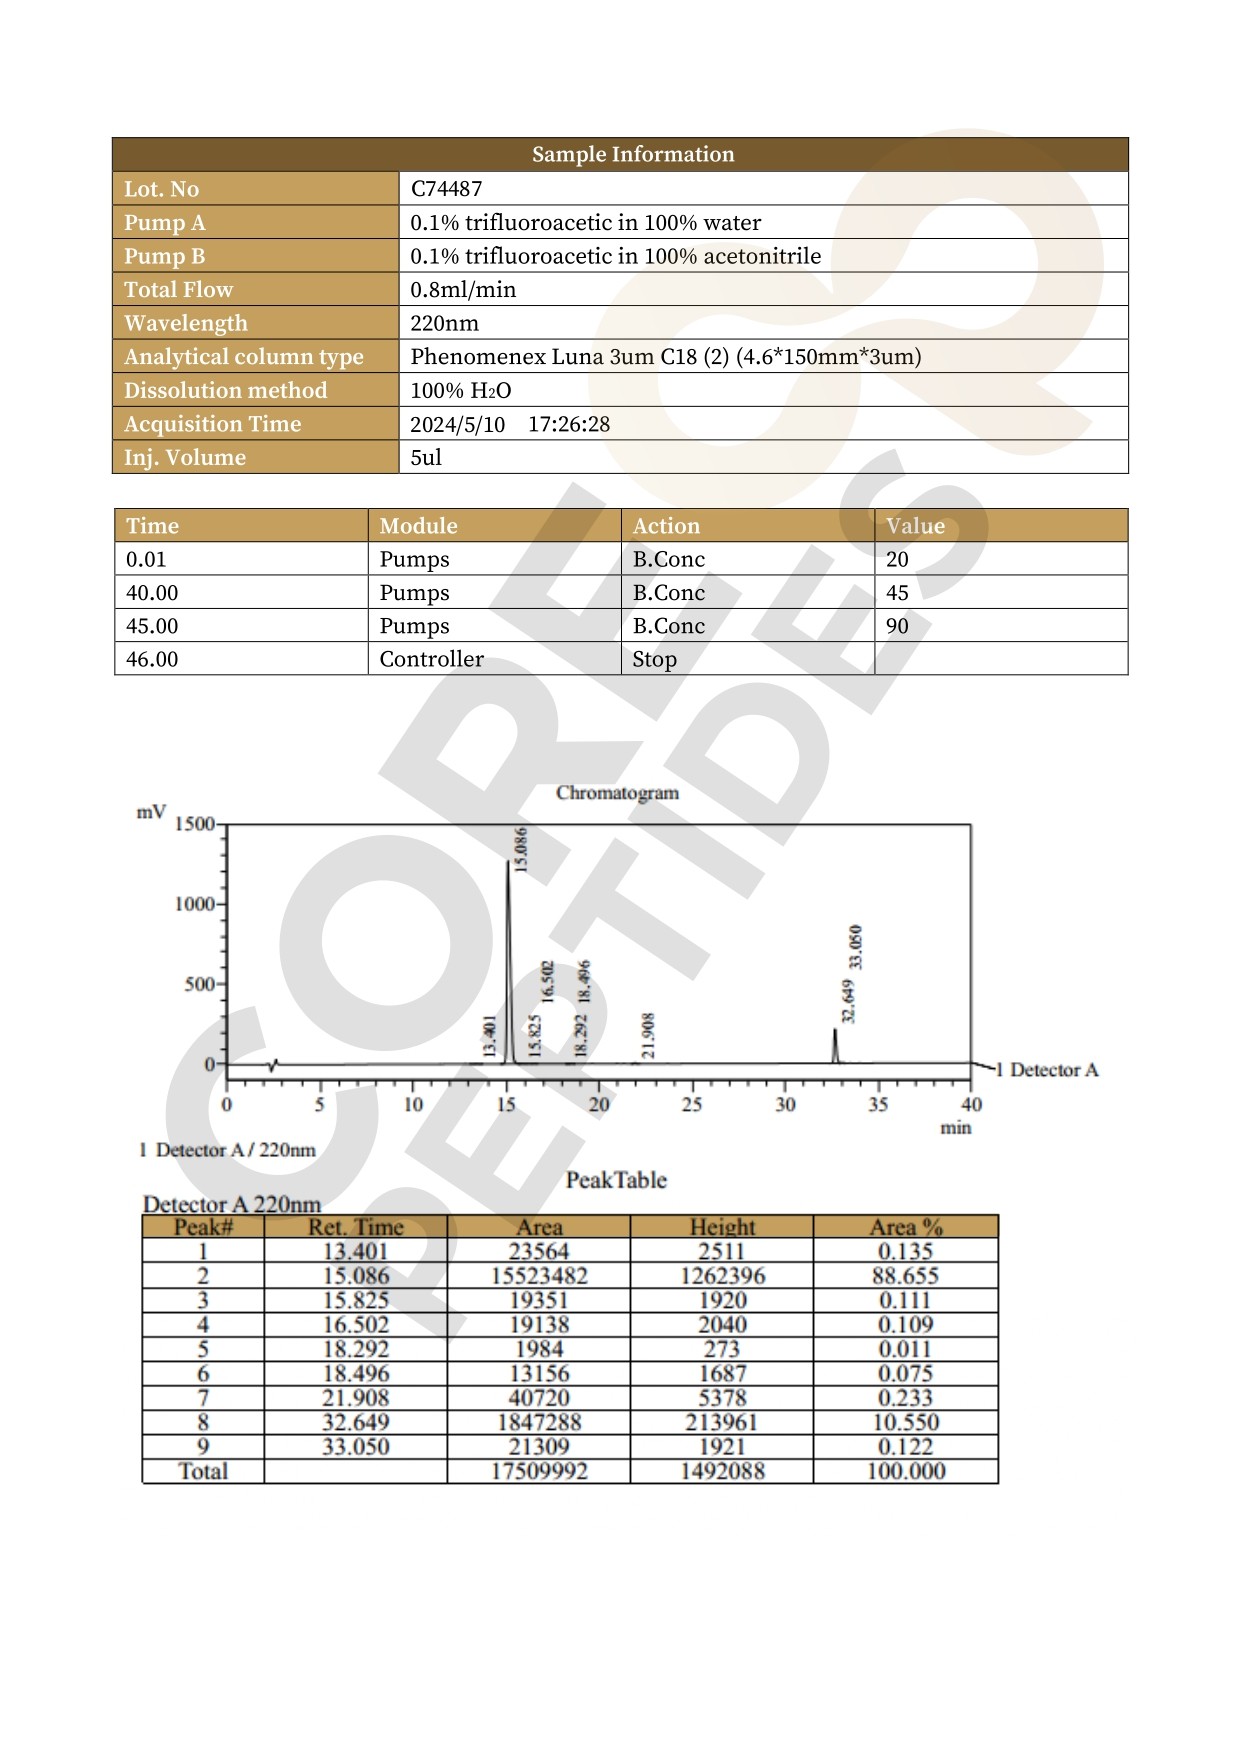 Sample Information
Lot. No C74487
Pump A 0.1% trifluoroacetic in 100% water
Pump B 0.1% trifluoroacetic in 100% acetonitrile
Total Flow 0.8ml/min
Wavelength 220nm
Analytical column type Phenomenex Luna 3um C18 (2) (4.6*150mm*3um)
Dissolution method 100% H₂O
Acquisition Time 2024/5/10 17:26:28
Inj. Volume 5ul
Time Module Action Value
0.01 Pumps B.Conc 20
40.00 Pumps B.Conc 45
45.00 Pumps B.Conc 90
46.00 Controller Stop
CORE PEPTIDES
Chromatogram
mV
1500
1000
500
0
15.086
13.401
15.825
16.502
18.292
18.496
21.908
32.649
33.050
1 Detector A
0 5 10 15 20 25 30 35 40
min
1 Detector A / 220nm
PeakTable
Detector A 220nm
Peak# Ret. Time Area Height Area %
1 13.401 23564 2511 0.135
2 15.086 15523482 1262396 88.655
3 15.825 19351 1920 0.111
4 16.502 19138 2040 0.109
5 18.292 1984 273 0.011
6 18.496 13156 1687 0.075
7 21.908 40720 5378 0.233
8 32.649 1847288 213961 10.550
9 33.050 21309 1921 0.122
Total 17509992 1492088 100.000